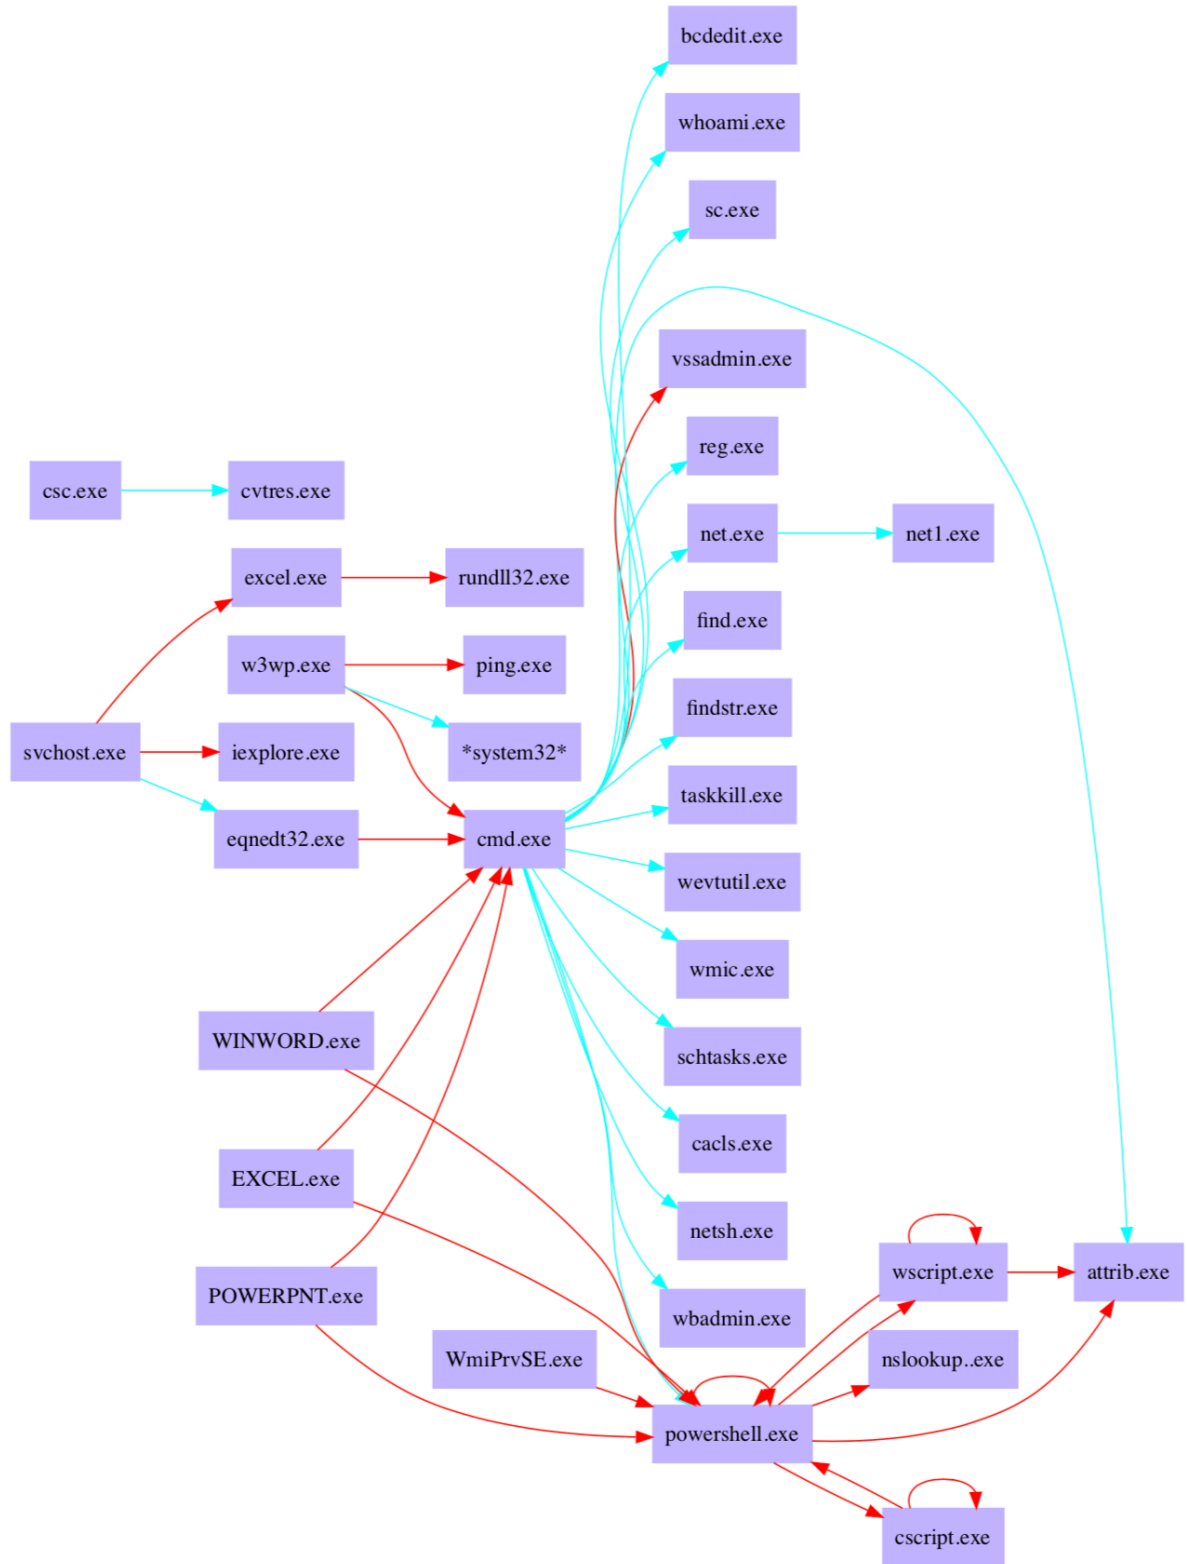 bcdedit.exe
whoami.exe
sc.exe
vssadmin.exe
reg.exe
csc.exe
cvtres.exe
net.exe
net1.exe
excel.exe
rundll32.exe
find.exe
w3wp.exe
ping.exe
findstr.exe
svchost.exe
iexplore.exe
*system32*
taskkill.exe
eqnedt32.exe
cmd.exe
wevtutil.exe
wmic.exe
WINWORD.exe
schtasks.exe
cacls.exe
EXCEL.exe
netsh.exe
wscript.exe
attrib.exe
POWERPNT.exe
wbadmin.exe
WmiPrvSE.exe
nslookup..exe
powershell.exe
cscript.exe